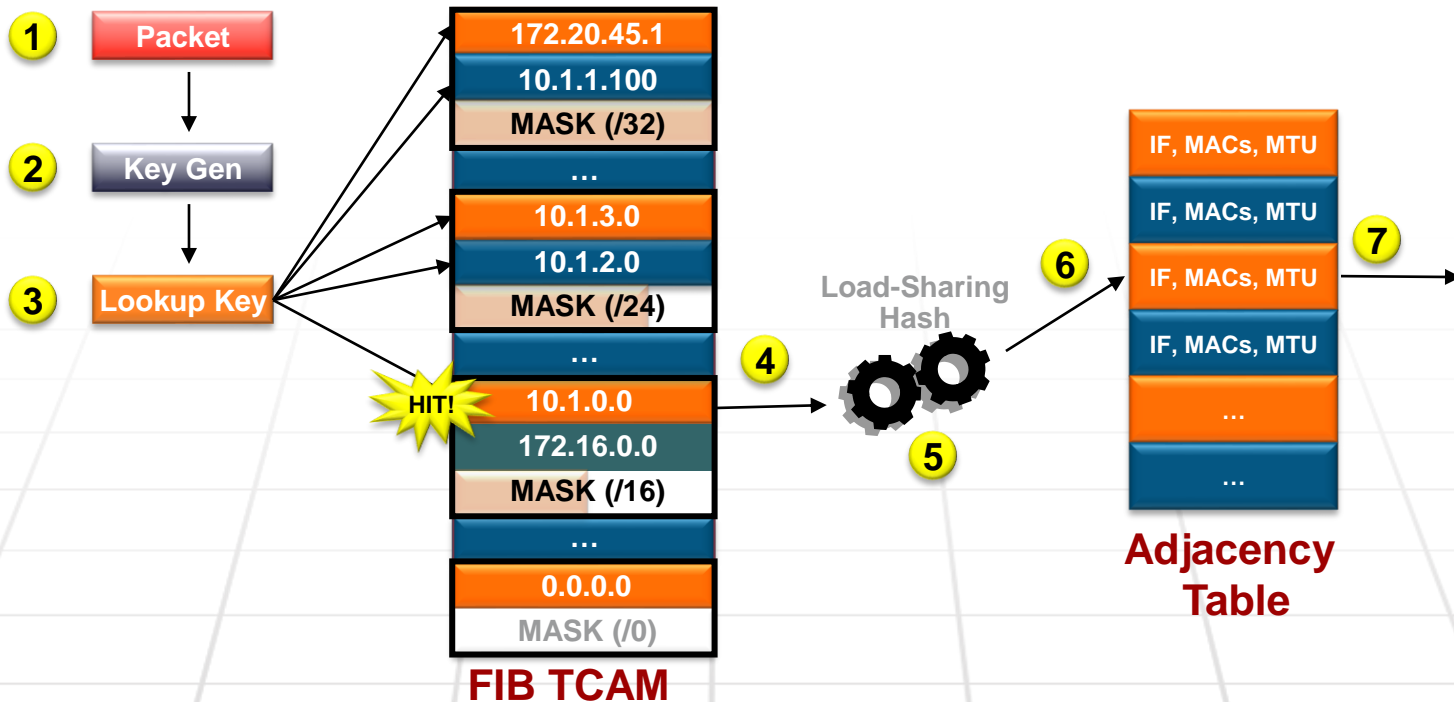 1
Packet
2
Key Gen
3
Lookup Key
172.20.45.1
10.1.1.100
MASK (/32)
...
10.1.3.0
10.1.2.0
MASK (/24)
...
HIT!
10.1.0.0
172.16.0.0
MASK (/16)
...
0.0.0.0
MASK (/0)
FIB TCAM
4
Load-Sharing
Hash
5
6
IF, MACs, MTU
IF, MACs, MTU
IF, MACs, MTU
IF, MACs, MTU
...
...
Adjacency
Table
7